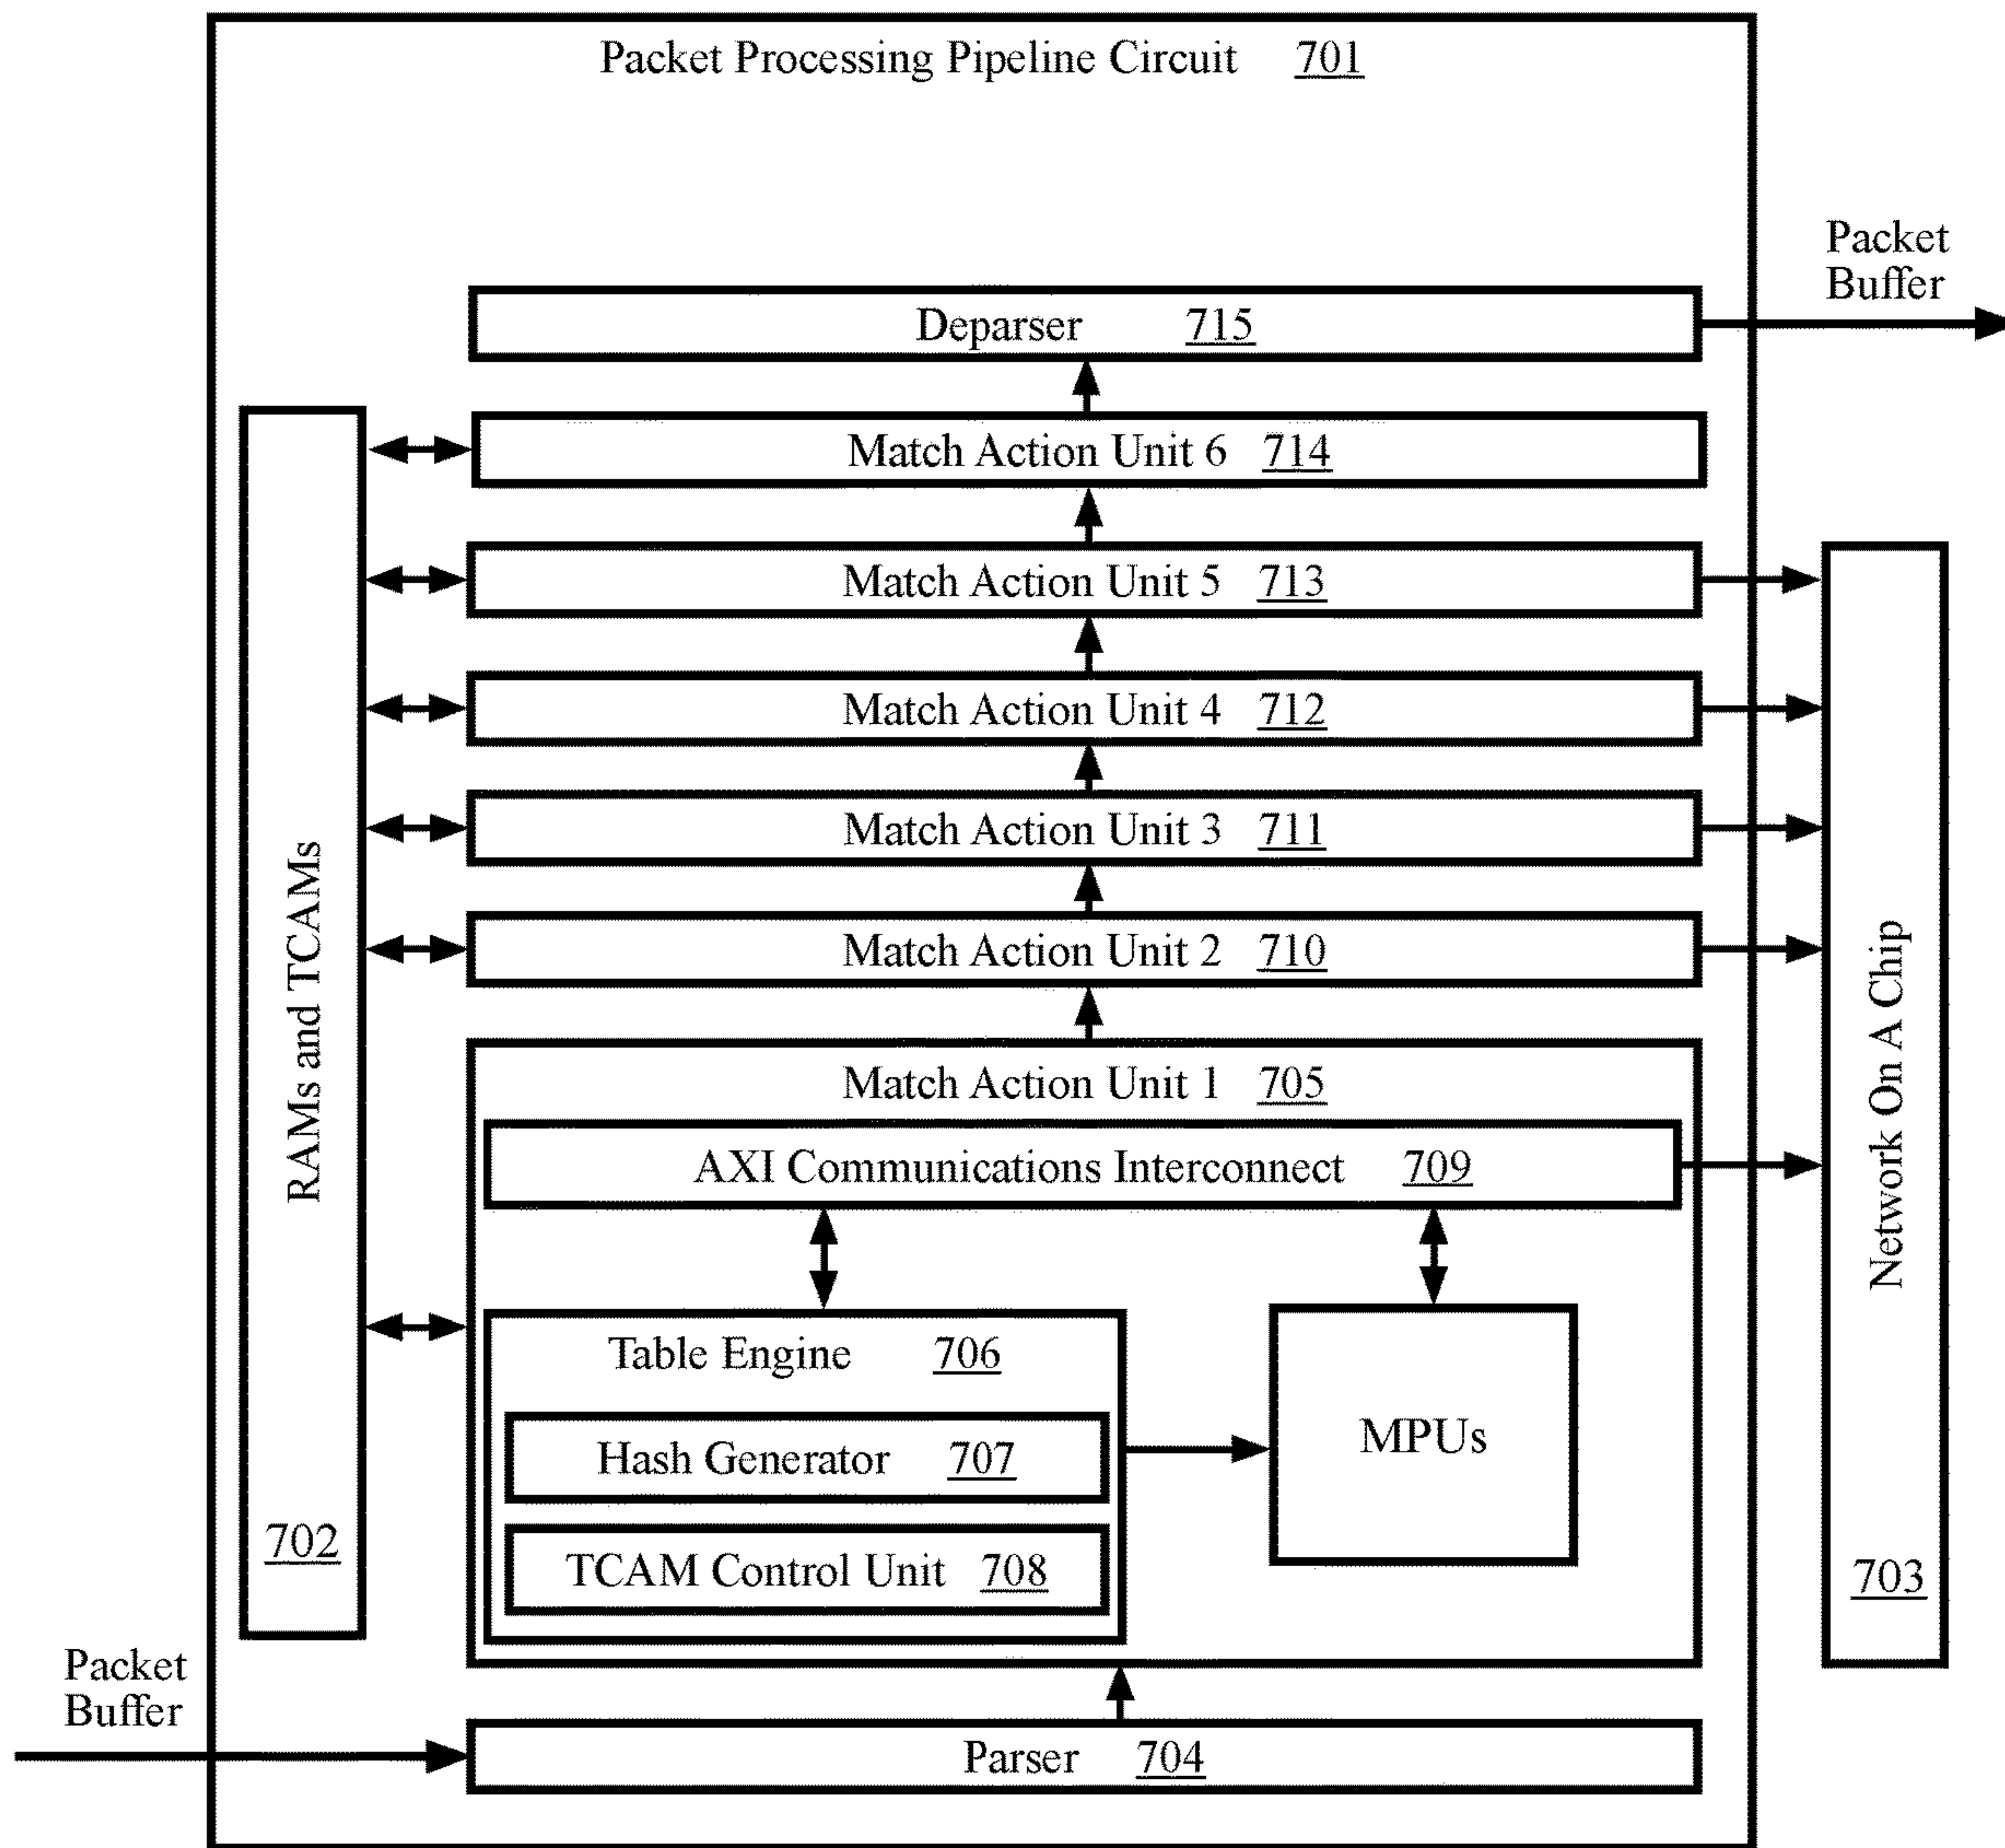 Packet Processing Pipeline Circuit 701
Packet
Buffer
Deparser 715
Match Action Unit 6 714
Match Action Unit 5 713
Match Action Unit 4 712
Match Action Unit 3 711
Match Action Unit 2 710
Match Action Unit 1 705
AXI Communications Interconnect 709
Table Engine 706
Hash Generator 707
TCAM Control Unit 708
MPUs
RAMs and TCAMs
702
Network On A Chip
703
Packet
Buffer
Parser 704